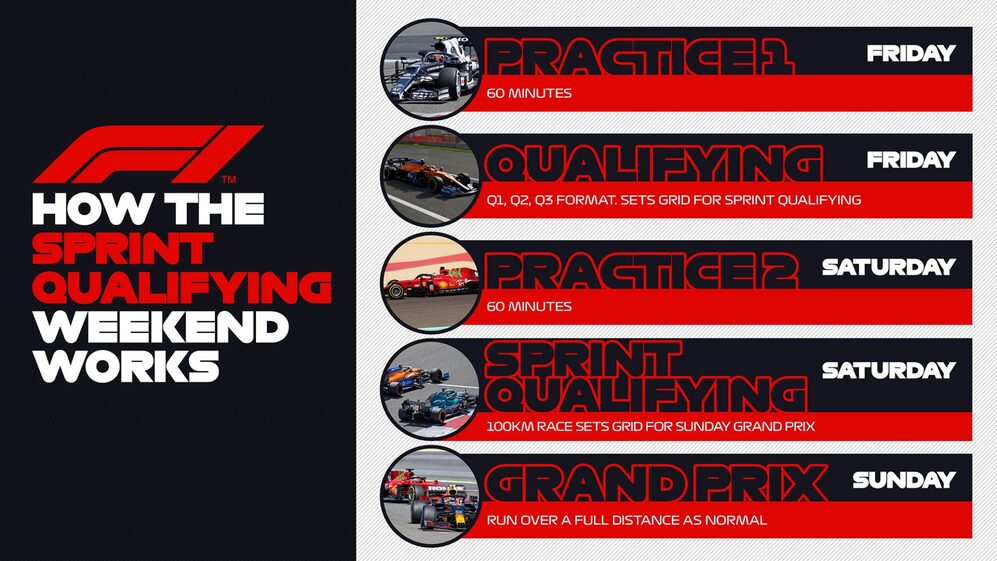 F1 TM
HOW THE
SPRINT
QUALIFYING
WEEKEND
WORKS
PRACTICE 1
FRIDAY
60 MINUTES
QUALIFYING
FRIDAY
Q1, Q2, Q3 FORMAT. SETS GRID FOR SPRINT QUALIFYING
PRACTICE 2
SATURDAY
60 MINUTES
SPRINT
QUALIFYING
SATURDAY
100KM RACE SETS GRID FOR SUNDAY GRAND PRIX
GRAND PRIX
SUNDAY
RUN OVER A FULL DISTANCE AS NORMAL